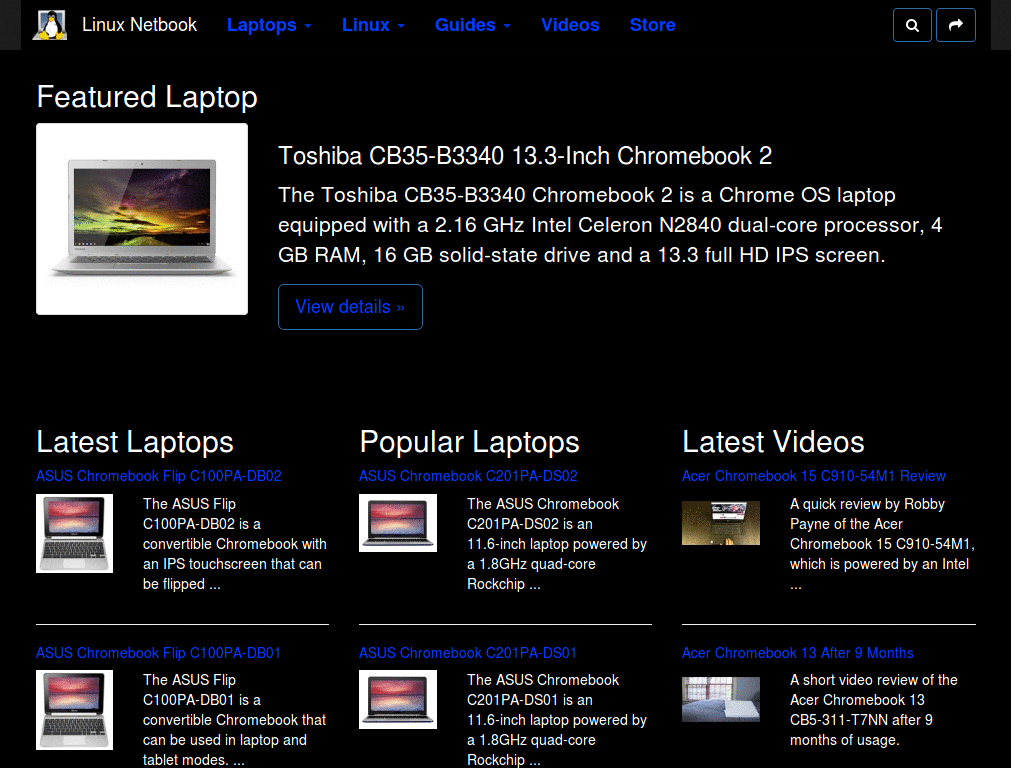 Linux Netbook Laptops Linux Guides Videos Store
Featured Laptop
Toshiba CB35-B3340 13.3-Inch Chromebook 2
The Toshiba CB35-B3340 Chromebook 2 is a Chrome OS laptop
equipped with a 2.16 GHz Intel Celeron N2840 dual-core processor, 4
GB RAM, 16 GB solid-state drive and a 13.3 full HD IPS screen.
View details »
Latest Laptops
ASUS Chromebook Flip C100PA-DB02
The ASUS Flip
C100PA-DB02 is a
convertible Chromebook with
an IPS touchscreen that can
be flipped ...
ASUS Chromebook Flip C100PA-DB01
The ASUS Flip
C100PA-DB01 is a
convertible Chromebook that
can be used in laptop and
tablet modes. ...
Popular Laptops
ASUS Chromebook C201PA-DS02
The ASUS Chromebook
C201PA-DS02 is an
11.6-inch laptop powered by
a 1.8GHz quad-core
Rockchip ...
ASUS Chromebook C201PA-DS01
The ASUS Chromebook
C201PA-DS01 is an
11.6-inch laptop powered by
a 1.8GHz quad-core
Rockchip ...
Latest Videos
Acer Chromebook 15 C910-54M1 Review
A quick review by Robby
Payne of the Acer
Chromebook 15 C910-54M1,
which is powered by an Intel
...
Acer Chromebook 13 After 9 Months
A short video review of the
Acer Chromebook 13
CB5-311-T7NN after 9
months of usage.